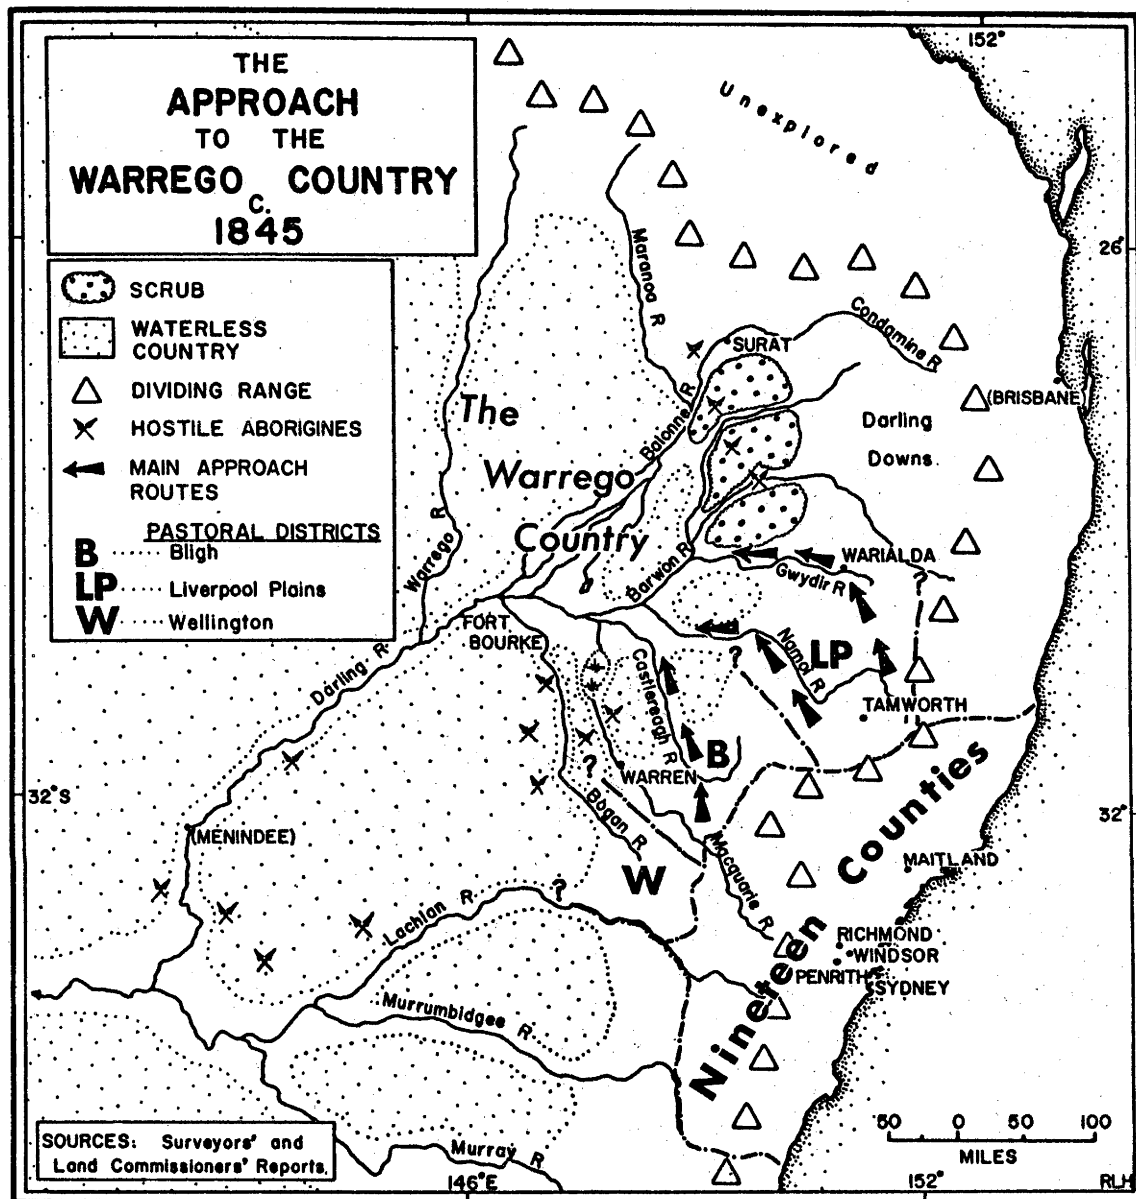 THE
APPROACH
TO THE
WARREGO COUNTRY
C.
1845
152°
Unexplored
26°
SCRUB
WATERLESS
COUNTRY
DIVIDING RANGE
HOSTILE ABORIGINES
MAIN APPROACH
ROUTES
PASTORAL DISTRICTS
B ...... Bligh
LP ..... Liverpool Plains
W ...... Wellington
Maranoa R
Condamine R
SURAT
(BRISBANE
Balonne R
Darling
Downs
The
Warrego
Country
Warrego R
Barwon R
WARIALDA
Gwydir R
?
FORT
BOURKE
Darling R
Namoi R
LP
?
Castlereagh R
TAMWORTH
B
WARREN
?
Bogan R
Macquarie R
W
Nineteen Counties
32°S
32°
(MENINDEE)
MAITLAND
Lachlan R
?
RICHMOND
WINDSOR
PENRITH
SYDNEY
Murrumbidgee R
Murray R
SOURCES: Surveyors' and
Land Commissioners' Reports.
50 0 50 100
MILES
146°E
152°
RLH